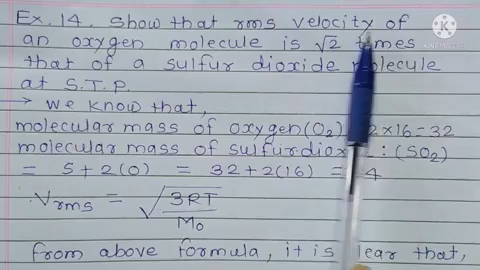 Ex. 14. Show that rms velocity of
an oxygen molecule is √2 times
that of a sulfur dioxide molecule
at S.T.P.
→ we know that,
molecular mass of oxygen (O₂) 2×16=32
molecular mass of sulfur.dioxi : (SO₂)
= S+2(O) = 32+2(16) = 4
Vrms = √3RT/M₀
from above formula, it is lear that,